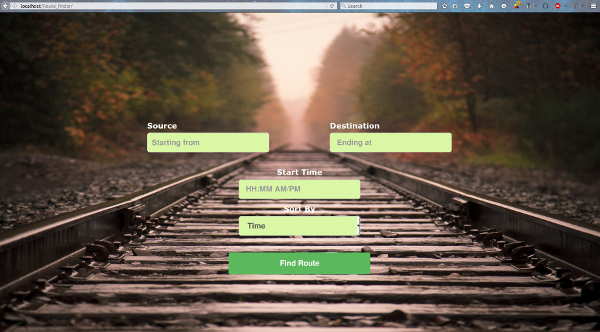 localhost/Route_finder/
Search
Source
Destination
Starting from
Ending at
Start Time
HH:MM AM/PM
Sort By
Time
Find Route